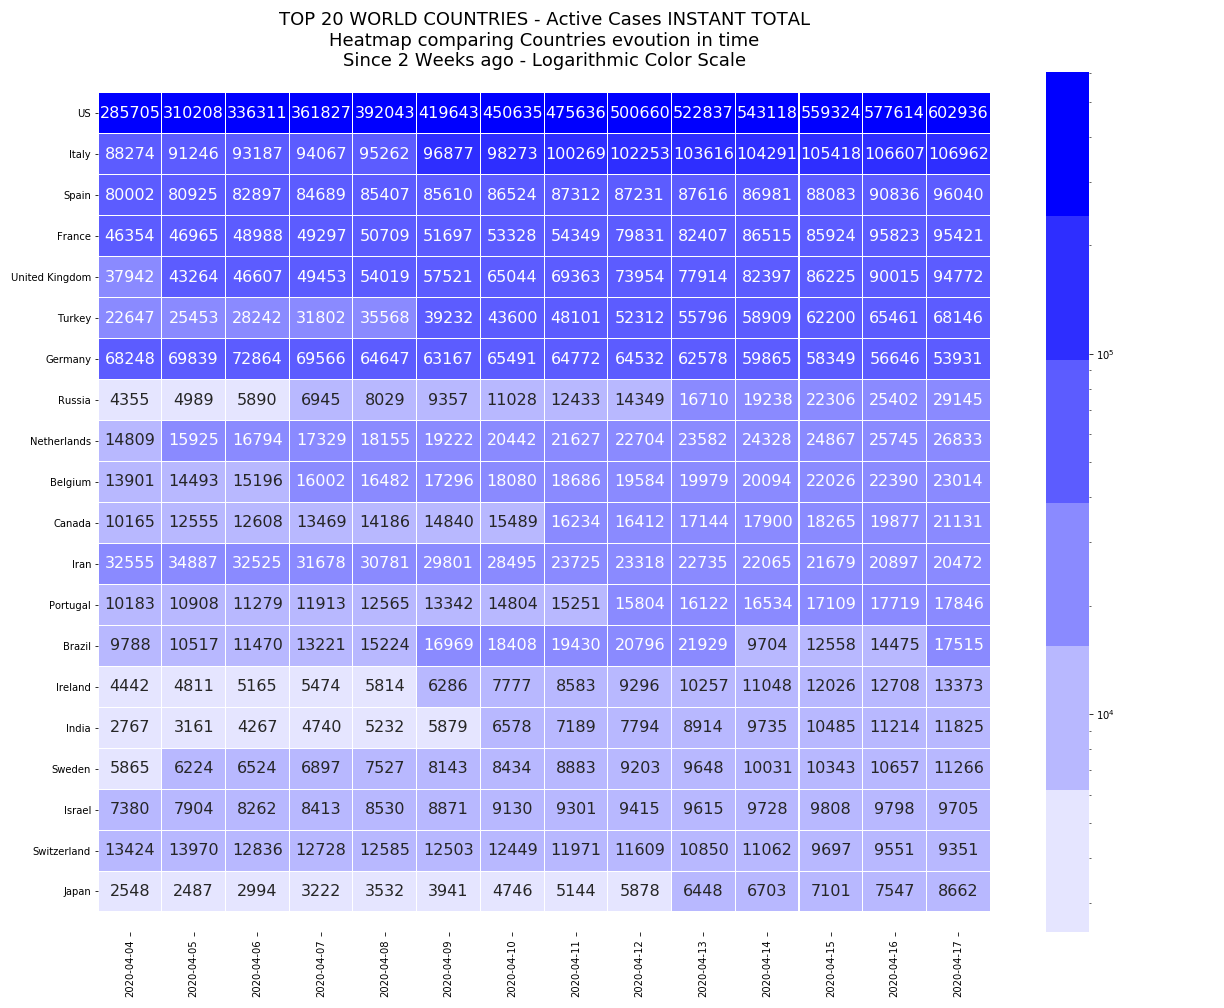 TOP 20 WORLD COUNTRIES - Active Cases INSTANT TOTAL
Heatmap comparing Countries evoution in time
Since 2 Weeks ago - Logarithmic Color Scale
US 285705 310208 336311 361827 392043 419643 450635 475636 500660 522837 543118 559324 577614 602936
Italy 88274 91246 93187 94067 95262 96877 98273 100269 102253 103616 104291 105418 106607 106962
Spain 80002 80925 82897 84689 85407 85610 86524 87312 87231 87616 86981 88083 90836 96040
France 46354 46965 48988 49297 50709 51697 53328 54349 79831 82407 86515 85924 95823 95421
United Kingdom 37942 43264 46607 49453 54019 57521 65044 69363 73954 77914 82397 86225 90015 94772
Turkey 22647 25453 28242 31802 35568 39232 43600 48101 52312 55796 58909 62200 65461 68146
Germany 68248 69839 72864 69566 64647 63167 65491 64772 64532 62578 59865 58349 56646 53931
Russia 4355 4989 5890 6945 8029 9357 11028 12433 14349 16710 19238 22306 25402 29145
Netherlands 14809 15925 16794 17329 18155 19222 20442 21627 22704 23582 24328 24867 25745 26833
Belgium 13901 14493 15196 16002 16482 17296 18080 18686 19584 19979 20094 22026 22390 23014
Canada 10165 12555 12608 13469 14186 14840 15489 16234 16412 17144 17900 18265 19877 21131
Iran 32555 34887 32525 31678 30781 29801 28495 23725 23318 22735 22065 21679 20897 20472
Portugal 10183 10908 11279 11913 12565 13342 14804 15251 15804 16122 16534 17109 17719 17846
Brazil 9788 10517 11470 13221 15224 16969 18408 19430 20796 21929 9704 12558 14475 17515
Ireland 4442 4811 5165 5474 5814 6286 7777 8583 9296 10257 11048 12026 12708 13373
India 2767 3161 4267 4740 5232 5879 6578 7189 7794 8914 9735 10485 11214 11825
Sweden 5865 6224 6524 6897 7527 8143 8434 8883 9203 9648 10031 10343 10657 11266
Israel 7380 7904 8262 8413 8530 8871 9130 9301 9415 9615 9728 9808 9798 9705
Switzerland 13424 13970 12836 12728 12585 12503 12449 11971 11609 10850 11062 9697 9551 9351
Japan 2548 2487 2994 3222 3532 3941 4746 5144 5878 6448 6703 7101 7547 8662
2020-04-04 2020-04-05 2020-04-06 2020-04-07 2020-04-08 2020-04-09 2020-04-10 2020-04-11 2020-04-12 2020-04-13 2020-04-14 2020-04-15 2020-04-16 2020-04-17
10⁵
10⁴